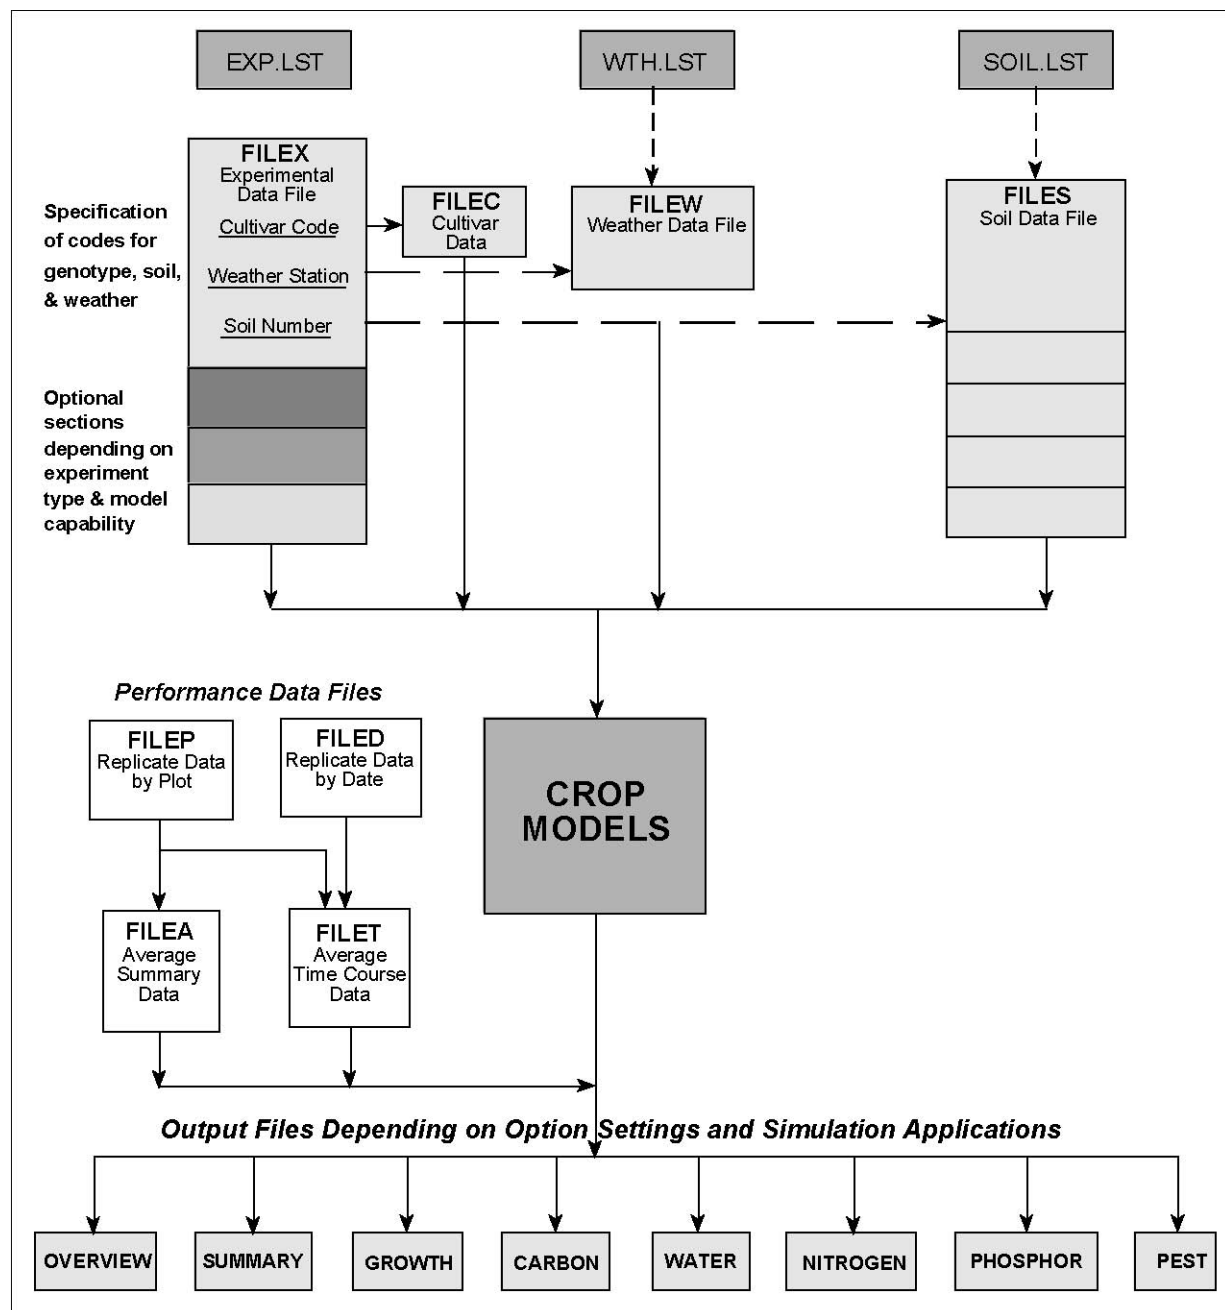 EXP.LST
WTH.LST
SOIL.LST
Specification
of codes for
genotype, soil,
& weather
FILEX
Experimental
Data File
Cultivar Code
Weather Station
Soil Number
FILEC
Cultivar
Data
FILEW
Weather Data File
FILES
Soil Data File
Optional
sections
depending on
experiment
type & model
capability
Performance Data Files
FILEP
Replicate Data
by Plot
FILED
Replicate Data
by Date
CROP
MODELS
FILEA
Average
Summary
Data
FILET
Average
Time Course
Data
Output Files Depending on Option Settings and Simulation Applications
OVERVIEW
SUMMARY
GROWTH
CARBON
WATER
NITROGEN
PHOSPHOR
PEST